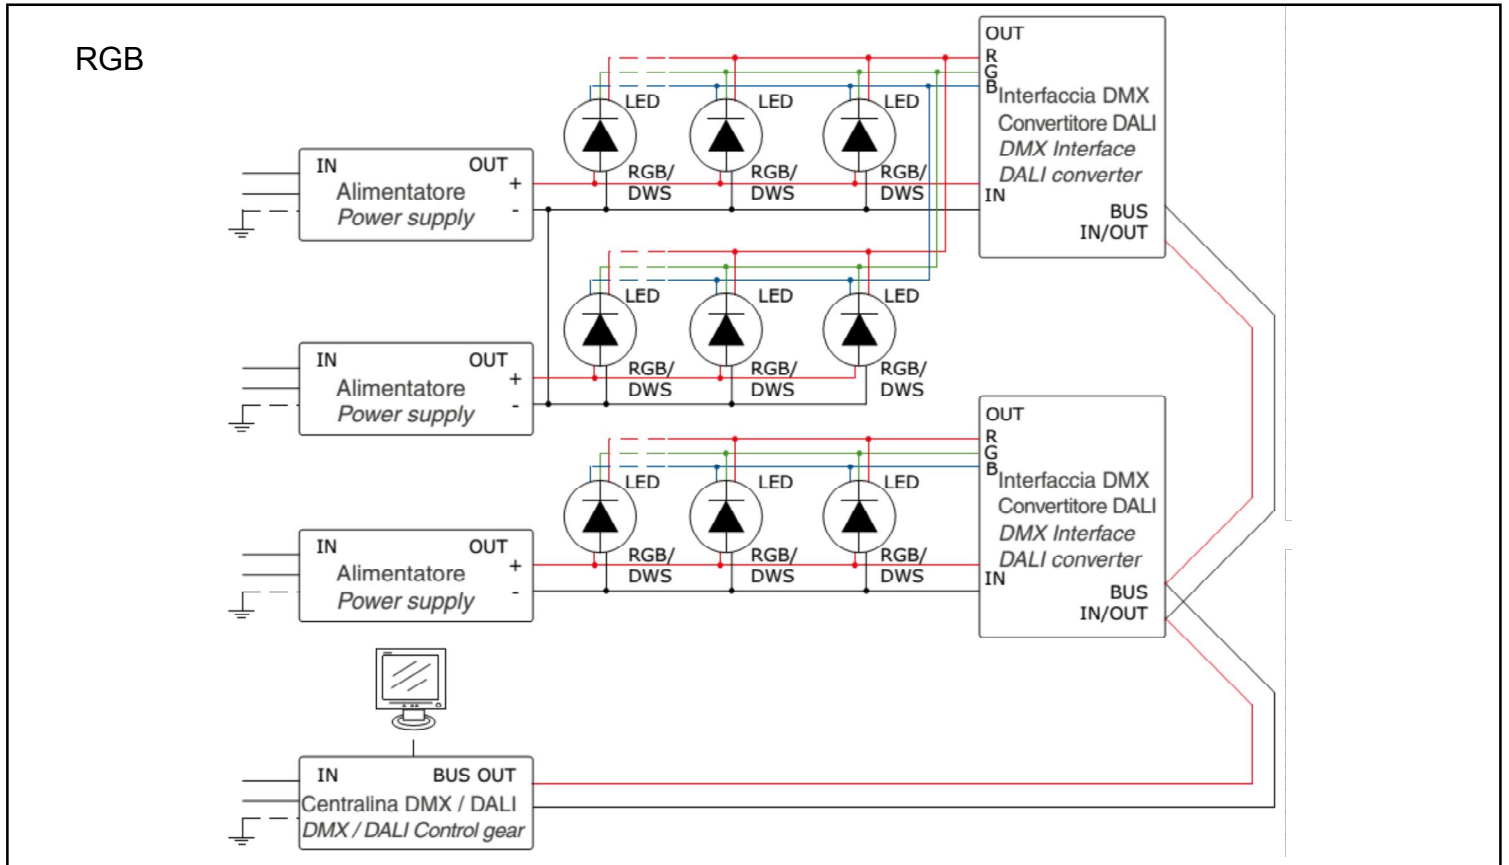 RGB
OUT
R
G
B
Interfaccia DMX
Convertitore DALI
DMX Interface
DALI converter
IN
BUS
IN/OUT
LED
LED
LED
RGB/
DWS
RGB/
DWS
RGB/
DWS
IN OUT
+
Alimentatore
Power supply
-
LED
LED
LED
RGB/
DWS
RGB/
DWS
RGB/
DWS
IN OUT
+
Alimentatore
Power supply
-
OUT
R
G
B
Interfaccia DMX
Convertitore DALI
DMX Interface
DALI converter
IN
BUS
IN/OUT
LED
LED
LED
RGB/
DWS
RGB/
DWS
RGB/
DWS
IN OUT
+
Alimentatore
Power supply
-
IN BUS OUT
Centralina DMX / DALI
DMX / DALI Control gear